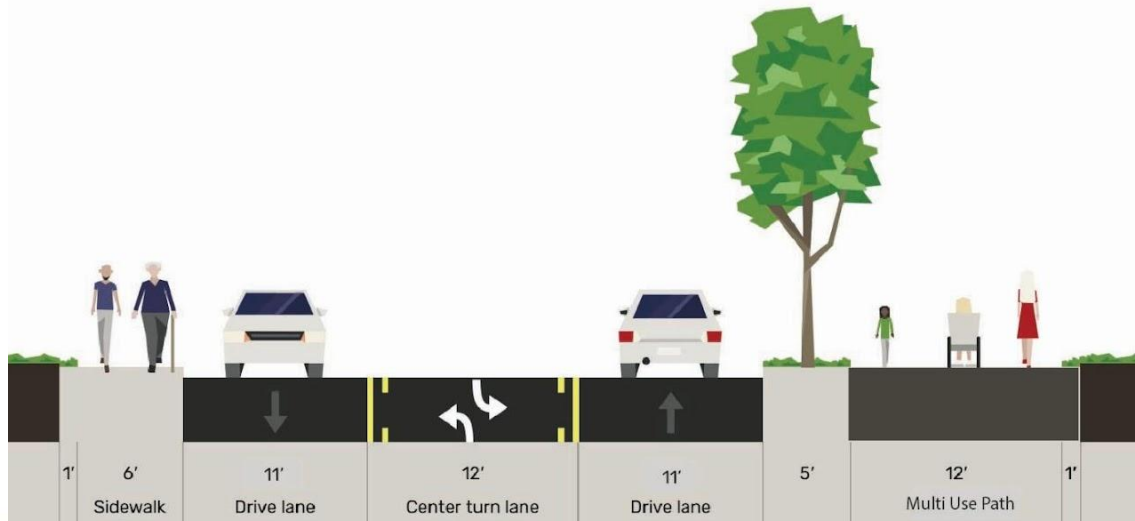 1’ 6’ 11’ 12’ 11’ 5’ 12’ 1’
Sidewalk Drive lane Center turn lane Drive lane Multi Use Path